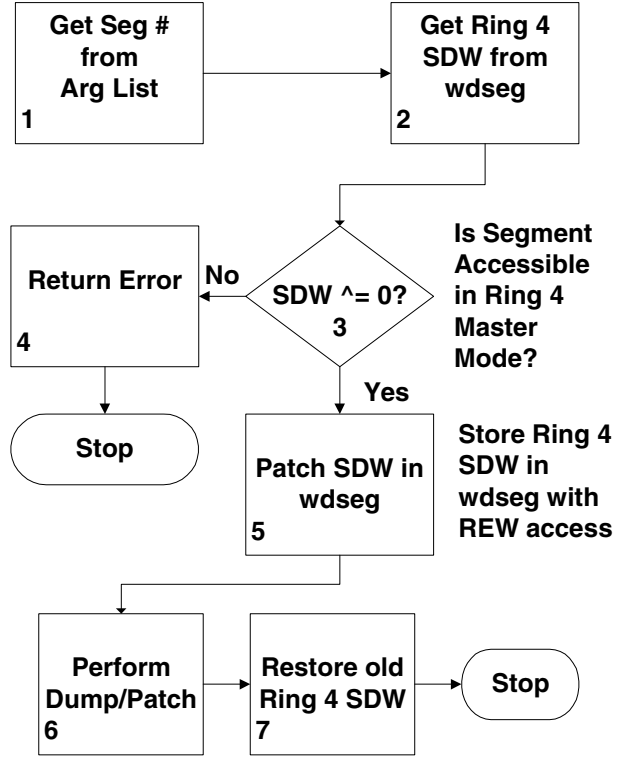 Get Seg #
from
Arg List
1
Get Ring 4
SDW from
wdseg
2
Is Segment
Accessible
in Ring 4
Master
Mode?
SDW ^= 0?
3
No
Return Error
4
Stop
Yes
Patch SDW in
wdseg
5
Store Ring 4
SDW in
wdseg with
REW access
Perform
Dump/Patch
6
Restore old
Ring 4 SDW
7
Stop